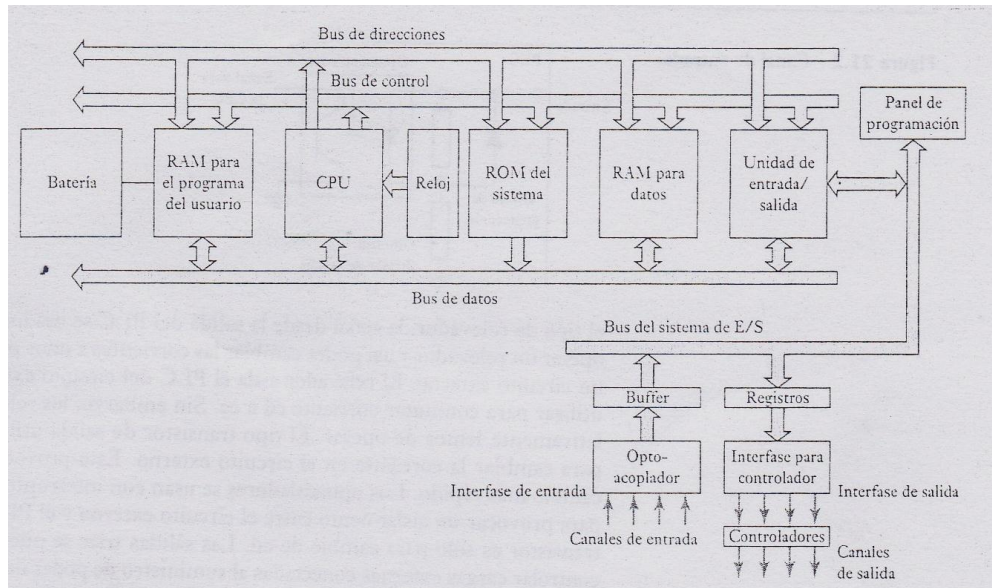 Bus de direcciones
Bus de control
Panel de
programación
Batería
RAM para
el programa
del usuario
CPU
Reloj
ROM del
sistema
RAM para
datos
Unidad de
entrada/
salida
Bus de datos
Bus del sistema de E/S
Buffer
Registros
Opto-
acoplador
Interfase para
controlador
Interfase de entrada
Interfase de salida
Canales de entrada
Controladores
Canales
de salida